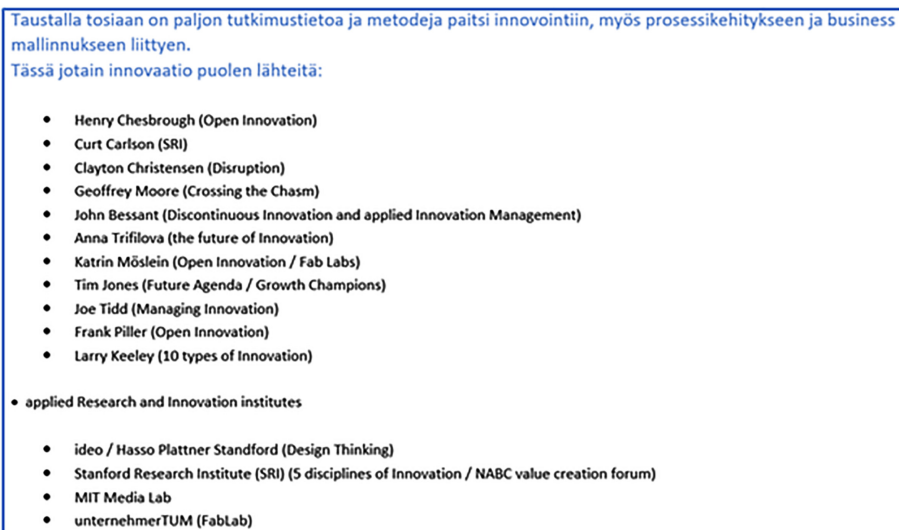 Taustalla tosiaan on paljon tutkimustietoa ja metodeja paitsi innovointiin, myös prosessikehitykseen ja business
mallinnukseen liittyen.
Tässä jotain innovaatio puolen lähteitä:
• Henry Chesbrough (Open Innovation)
• Curt Carlson (SRI)
• Clayton Christensen (Disruption)
• Geoffrey Moore (Crossing the Chasm)
• John Bessant (Discontinuous Innovation and applied Innovation Management)
• Anna Trifilova (the future of Innovation)
• Katrin Möslein (Open Innovation / Fab Labs)
• Tim Jones (Future Agenda / Growth Champions)
• Joe Tidd (Managing Innovation)
• Frank Piller (Open Innovation)
• Larry Keeley (10 types of Innovation)
• applied Research and Innovation institutes
• ideo / Hasso Plattner Standford (Design Thinking)
• Stanford Research Institute (SRI) (5 disciplines of Innovation / NABC value creation forum)
• MIT Media Lab
• unternehmerTUM (FabLab)